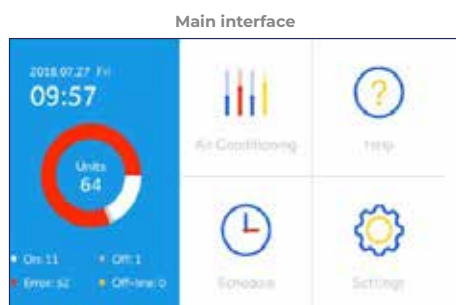 Main interface
2018.07.27 Fri
09:57
Units
64
Air Conditioning
Help
On: 11
Off: 1
Error: 52
Off-line: 0
Schedule
Settings